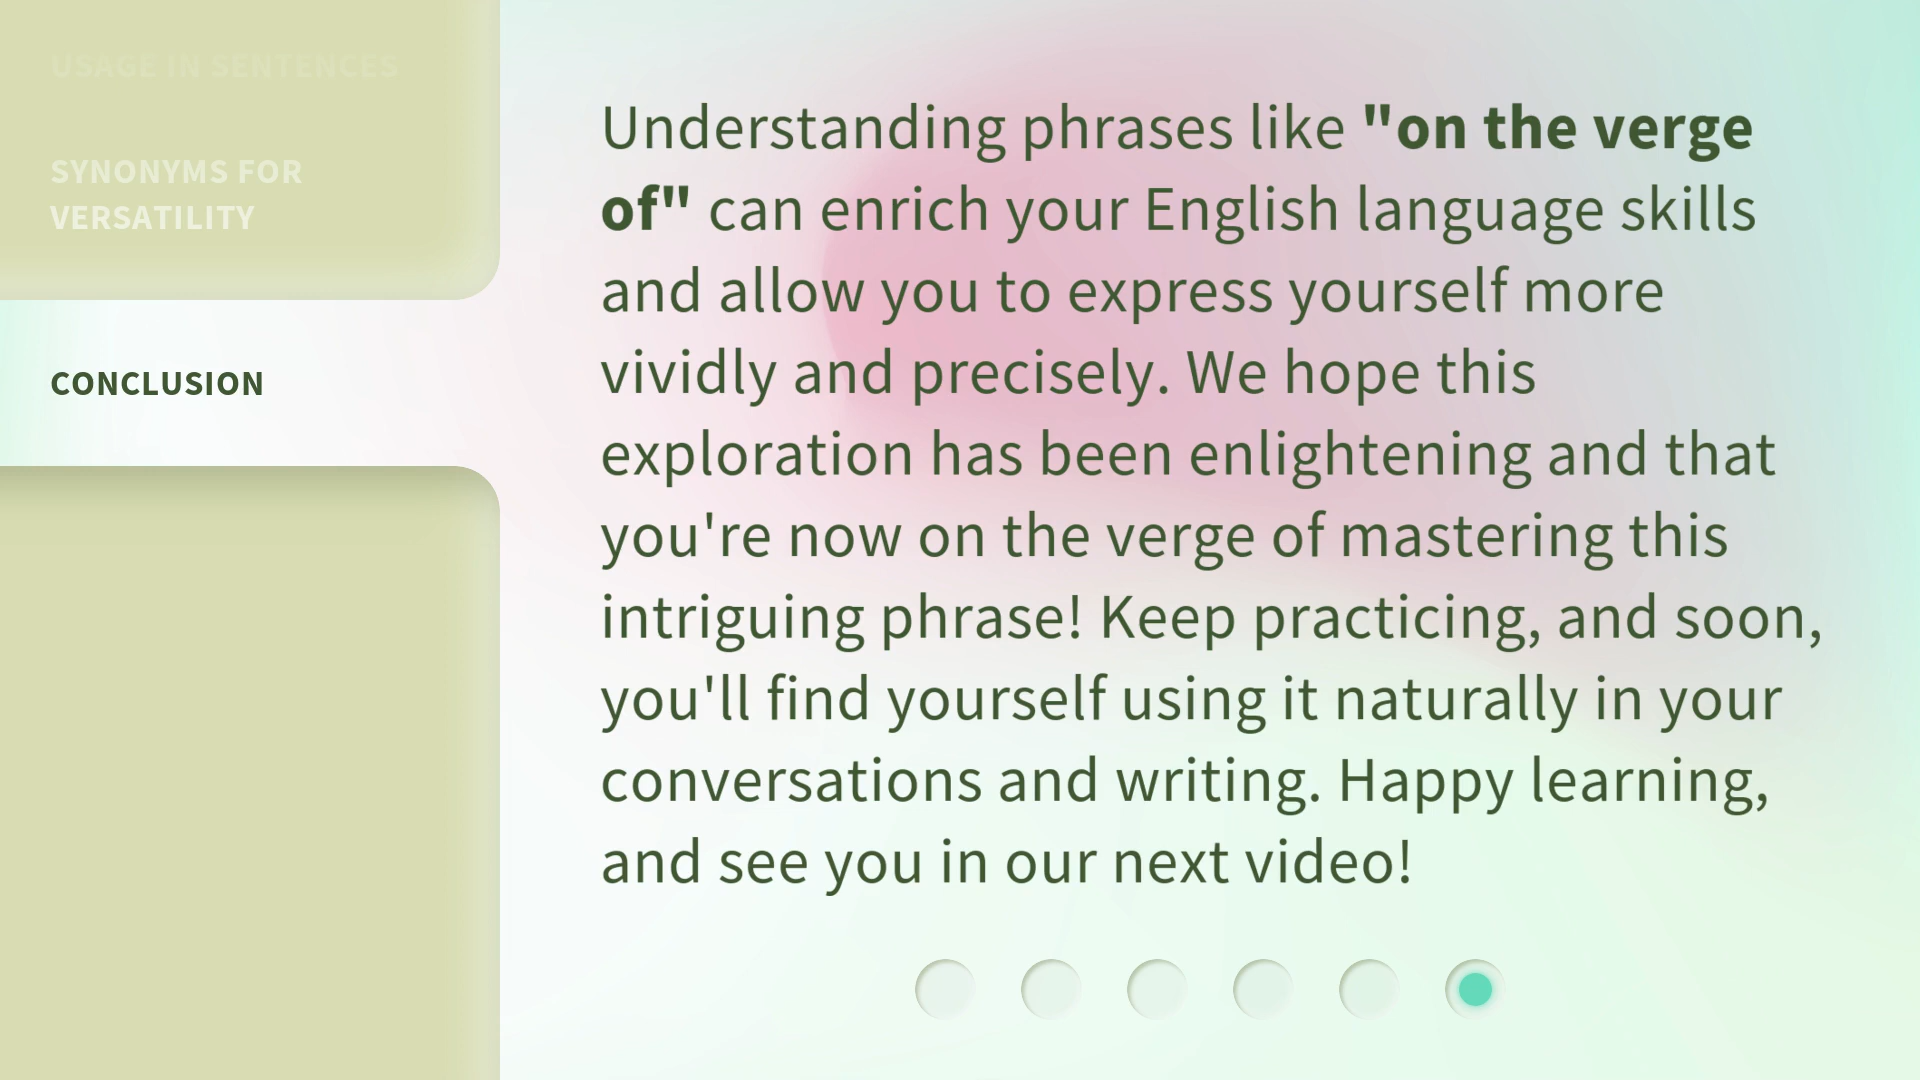 USAGE IN SENTENCES
SYNONYMS FOR
VERSATILITY
CONCLUSION
Understanding phrases like "on the verge
of" can enrich your English language skills
and allow you to express yourself more
vividly and precisely. We hope this
exploration has been enlightening and that
you're now on the verge of mastering this
intriguing phrase! Keep practicing, and soon,
you'll find yourself using it naturally in your
conversations and writing. Happy learning,
and see you in our next video!